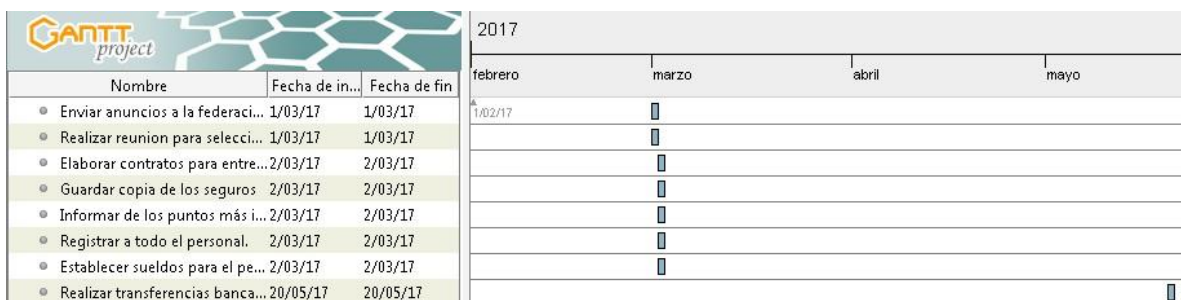 GANTT project
2017
febrero marzo abril mayo
Nombre Fecha de in... Fecha de fin
1/02/17
Enviar anuncios a la federaci... 1/03/17 1/03/17
Realizar reunion para selecci... 1/03/17 1/03/17
Elaborar contratos para entre... 2/03/17 2/03/17
Guardar copia de los seguros 2/03/17 2/03/17
Informar de los puntos más i... 2/03/17 2/03/17
Registrar a todo el personal. 2/03/17 2/03/17
Establecer sueldos para el pe... 2/03/17 2/03/17
Realizar transferencias banca... 20/05/17 20/05/17